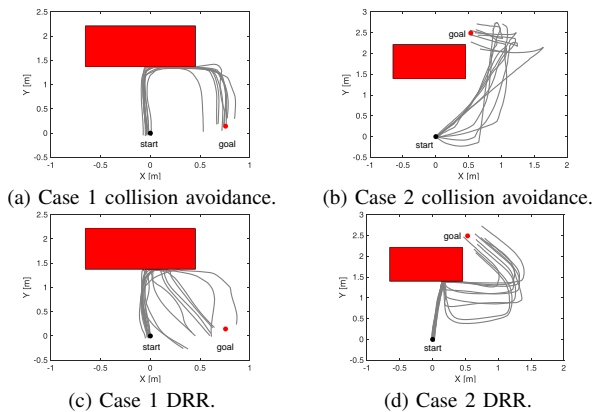 2.5
2
1.5
1
0.5
0
-0.5
Y [m]
start
goal
-1 -0.5 0 0.5 1
X [m]
(a) Case 1 collision avoidance.
3
2.5
2
1.5
1
0.5
0
-0.5
Y [m]
goal
start
-1 -0.5 0 0.5 1 1.5 2
X [m]
(b) Case 2 collision avoidance.
2.5
2
1.5
1
0.5
0
-0.5
Y [m]
start
goal
-1 -0.5 0 0.5 1
X [m]
(c) Case 1 DRR.
3
2.5
2
1.5
1
0.5
0
-0.5
Y [m]
goal
start
-1 -0.5 0 0.5 1 1.5 2
X [m]
(d) Case 2 DRR.